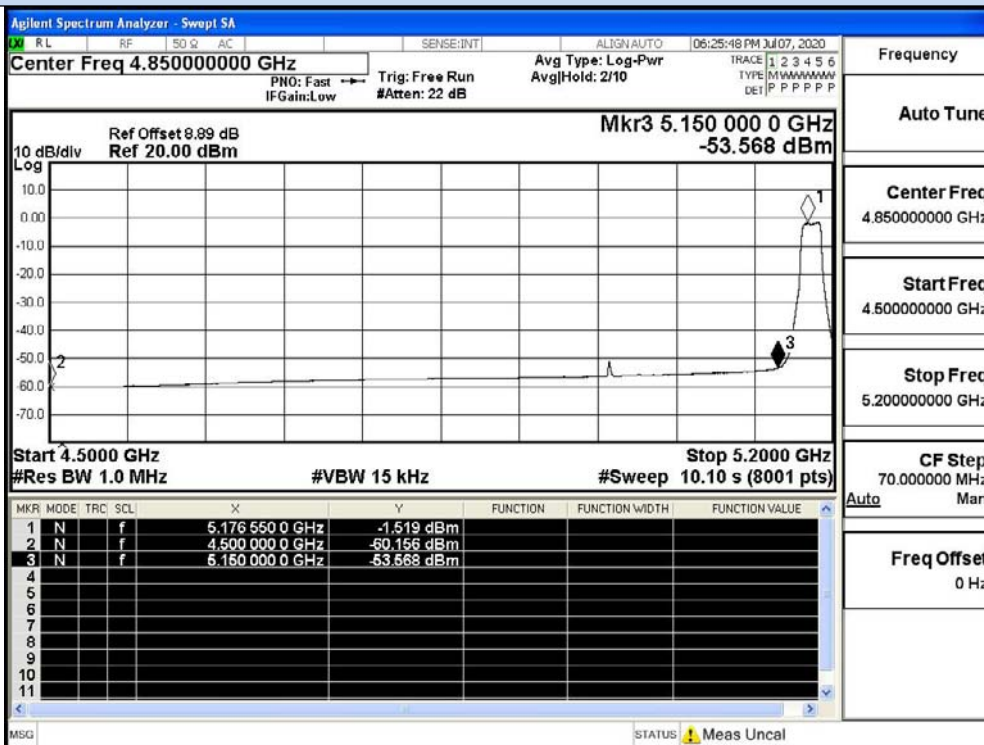 Agilent Spectrum Analyzer - Swept SA
LXI RL RF 50 Ω AC SENSE:INT ALIGN AUTO 06:25:48 PM Jul 07, 2020
Center Freq 4.850000000 GHz
PNO: Fast
IFGain:Low
Trig: Free Run
#Atten: 22 dB
Avg Type: Log-Pwr
Avg|Hold: 2/10
TRACE 1 2 3 4 5 6
TYPE MWWWWW
DET P P P P P P
Ref Offset 8.89 dB
10 dB/div Ref 20.00 dBm
Log
Mkr3 5.150 000 0 GHz
-53.568 dBm
10.0
0.00
-10.0
-20.0
-30.0
-40.0
-50.0
-60.0
-70.0
1
2
3
Start 4.5000 GHz Stop 5.2000 GHz
#Res BW 1.0 MHz #VBW 15 kHz #Sweep 10.10 s (8001 pts)
MKR MODE TRC SCL X Y FUNCTION FUNCTION WIDTH FUNCTION VALUE
1 N f 5.176 550 0 GHz -1.519 dBm
2 N f 4.500 000 0 GHz -60.156 dBm
3 N f 5.150 000 0 GHz -53.568 dBm
4
5
6
7
8
9
10
11
MSG STATUS Meas Uncal
Frequency
Auto Tune
Center Freq
4.850000000 GHz
Start Freq
4.500000000 GHz
Stop Freq
5.200000000 GHz
CF Step
70.000000 MHz
Auto Man
Freq Offset
0 Hz